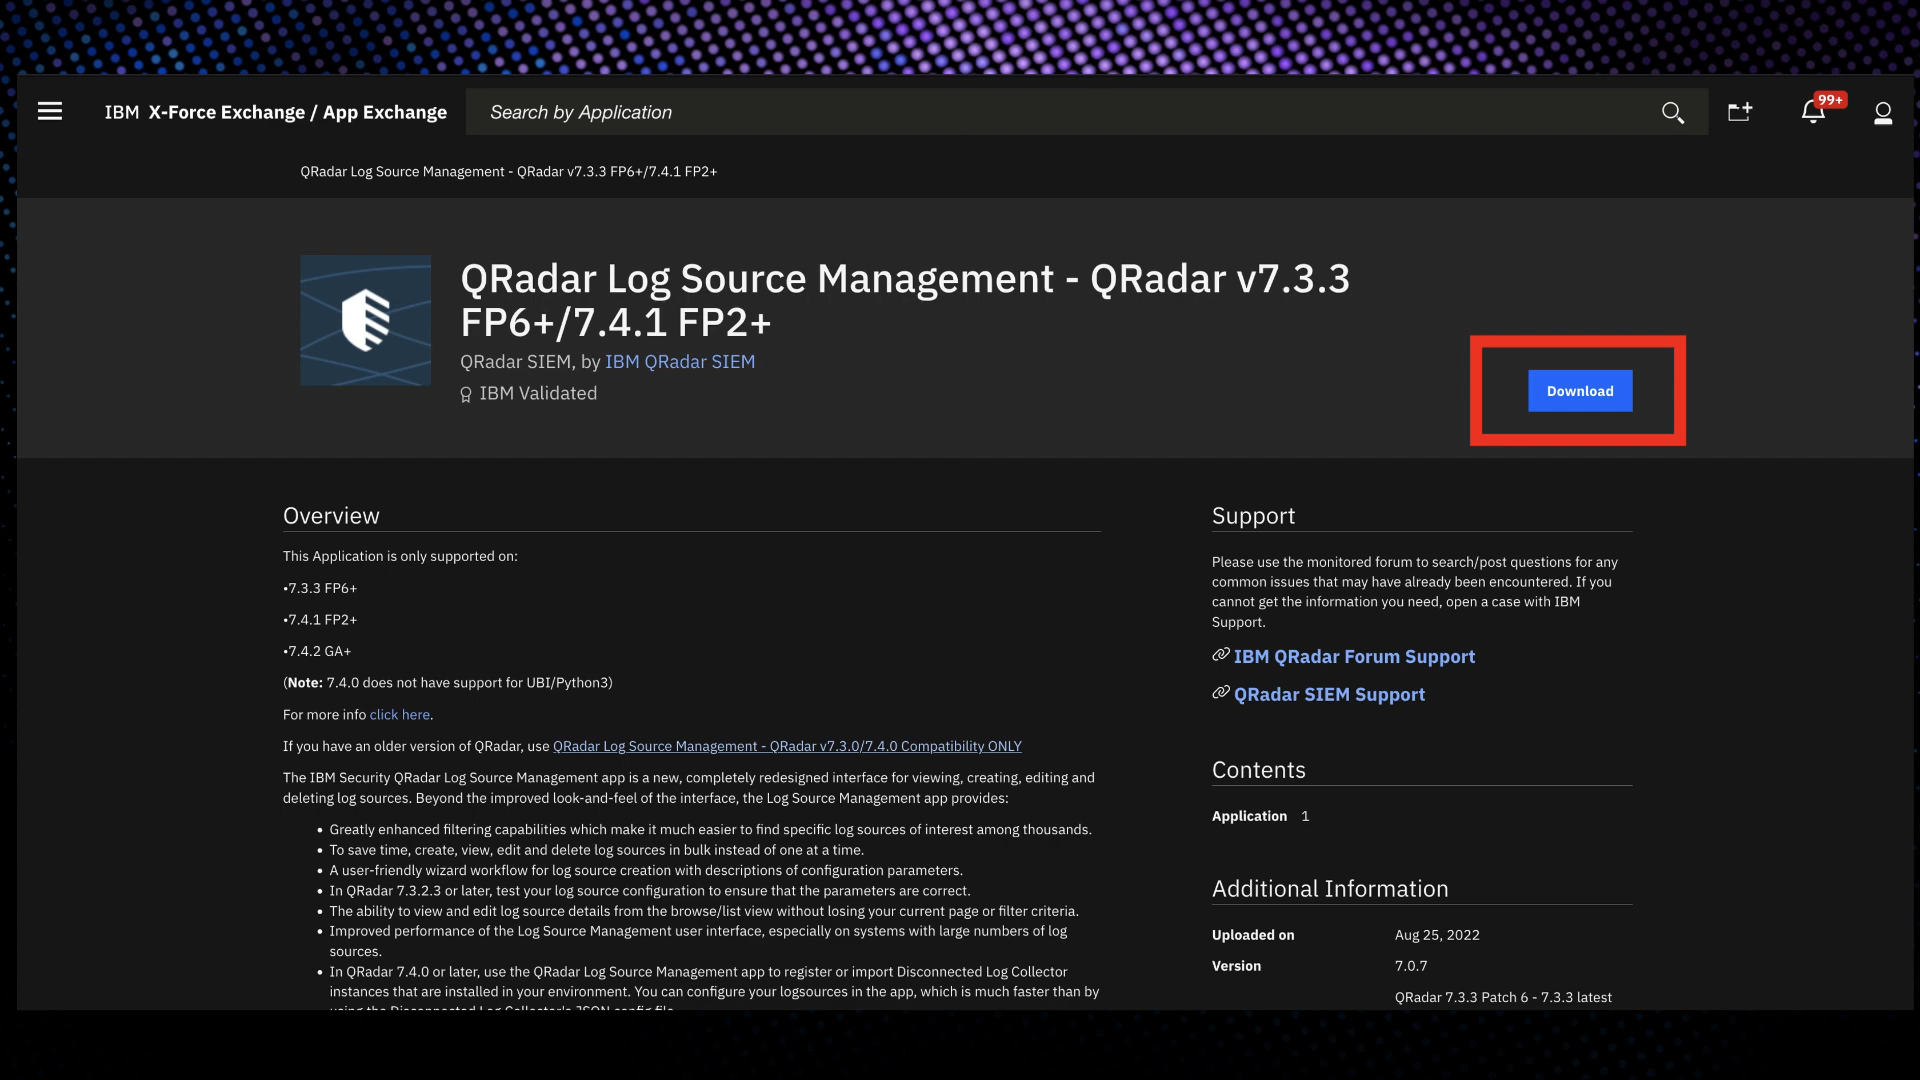 IBM X-Force Exchange / App Exchange
Search by Application
99+
QRadar Log Source Management - QRadar v7.3.3 FP6+/7.4.1 FP2+
QRadar Log Source Management - QRadar v7.3.3
FP6+/7.4.1 FP2+
QRadar SIEM, by IBM QRadar SIEM
IBM Validated
Download
Overview
This Application is only supported on:
•7.3.3 FP6+
•7.4.1 FP2+
•7.4.2 GA+
(Note: 7.4.0 does not have support for UBI/Python3)
For more info click here.
If you have an older version of QRadar, use QRadar Log Source Management - QRadar v7.3.0/7.4.0 Compatibility ONLY
The IBM Security QRadar Log Source Management app is a new, completely redesigned interface for viewing, creating, editing and
deleting log sources. Beyond the improved look-and-feel of the interface, the Log Source Management app provides:
• Greatly enhanced filtering capabilities which make it much easier to find specific log sources of interest among thousands.
• To save time, create, view, edit and delete log sources in bulk instead of one at a time.
• A user-friendly wizard workflow for log source creation with descriptions of configuration parameters.
• In QRadar 7.3.2.3 or later, test your log source configuration to ensure that the parameters are correct.
• The ability to view and edit log source details from the browse/list view without losing your current page or filter criteria.
• Improved performance of the Log Source Management user interface, especially on systems with large numbers of log
sources.
• In QRadar 7.4.0 or later, use the QRadar Log Source Management app to register or import Disconnected Log Collector
instances that are installed in your environment. You can configure your logsources in the app, which is much faster than by
using the Disconnected Log Collector's JSON config file.
Support
Please use the monitored forum to search/post questions for any
common issues that may have already been encountered. If you
cannot get the information you need, open a case with IBM
Support.
IBM QRadar Forum Support
QRadar SIEM Support
Contents
Application 1
Additional Information
Uploaded on Aug 25, 2022
Version 7.0.7
QRadar 7.3.3 Patch 6 - 7.3.3 latest